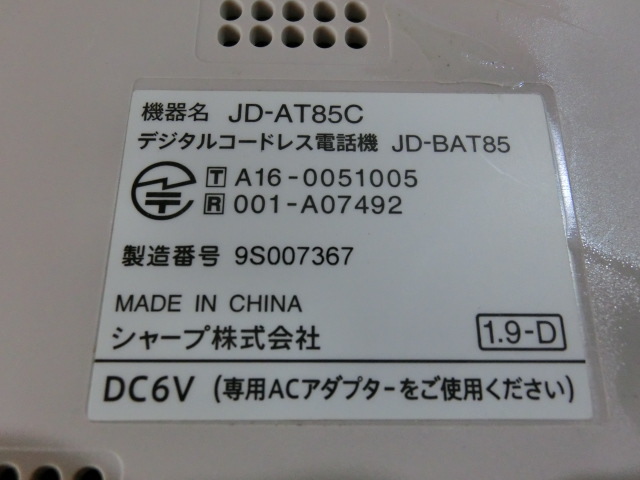 機器名 JD-AT85C
デジタルコードレス電話機 JD-BAT85
T A16-0051005
R 001-A07492
製造番号 9S007367
MADE IN CHINA
シャープ株式会社
1.9-D
DC6V (専用ACアダプターをご使用ください)